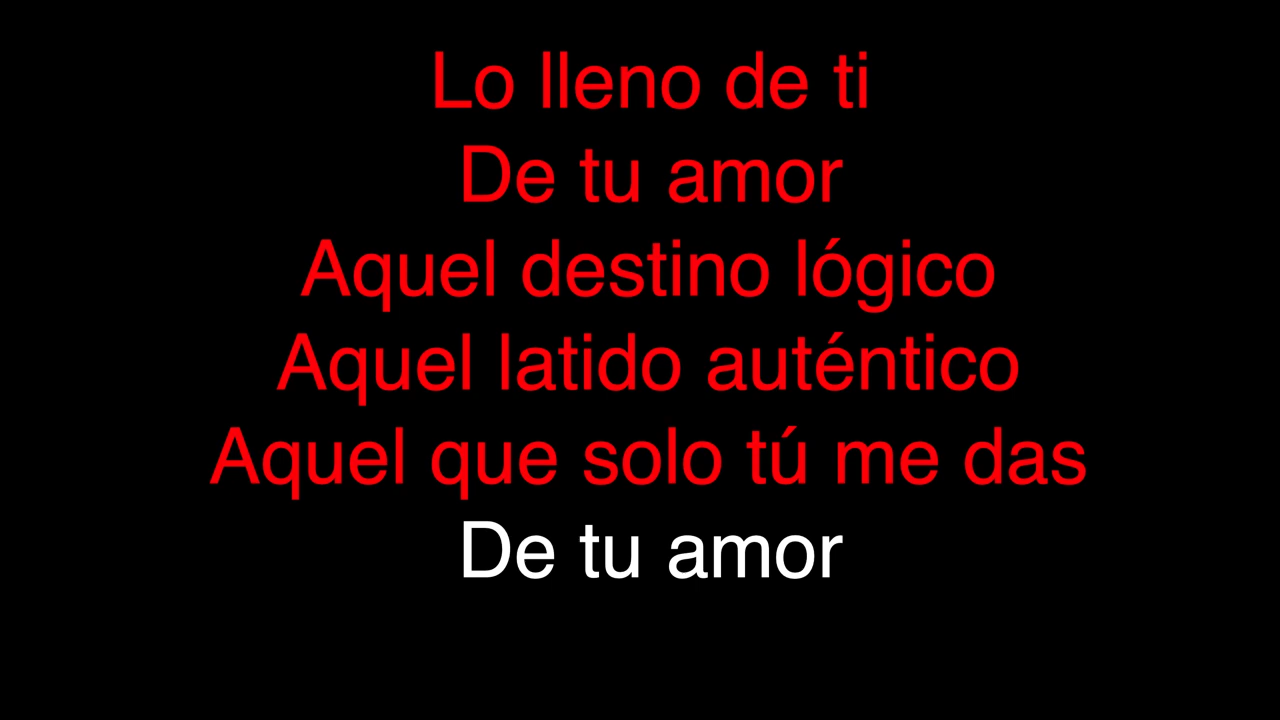 Lo lleno de ti
De tu amor
Aquel destino lógico
Aquel latido auténtico
Aquel que solo tú me das
De tu amor